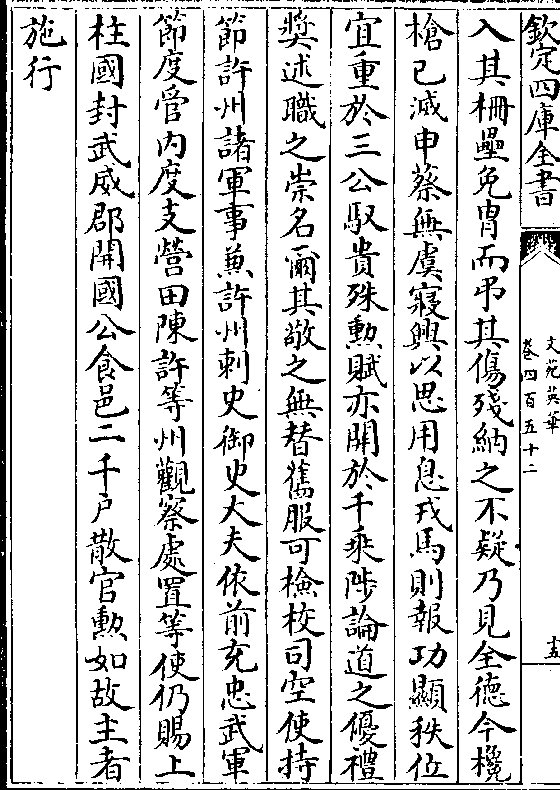 欽定四庫全書
文苑英華
卷四百五十二
十五
入其柵壘免冑而弔其傷殘納之不疑乃見全德今欃
槍已滅申蔡無虞寢興以思用息戎馬則報功顯秩位
宜重於三公馭貴殊勲賦亦開於千乘陟論道之優禮
奬述職之崇名爾其敬之無替舊服可檢校司空使持
節許州諸軍事兼許州刺史御史大夫依前充忠武軍
節度管内度支營田陳許等州觀察處置等使仍賜上
柱國封武威郡開國公食邑二千户散官勲如故主者
施行